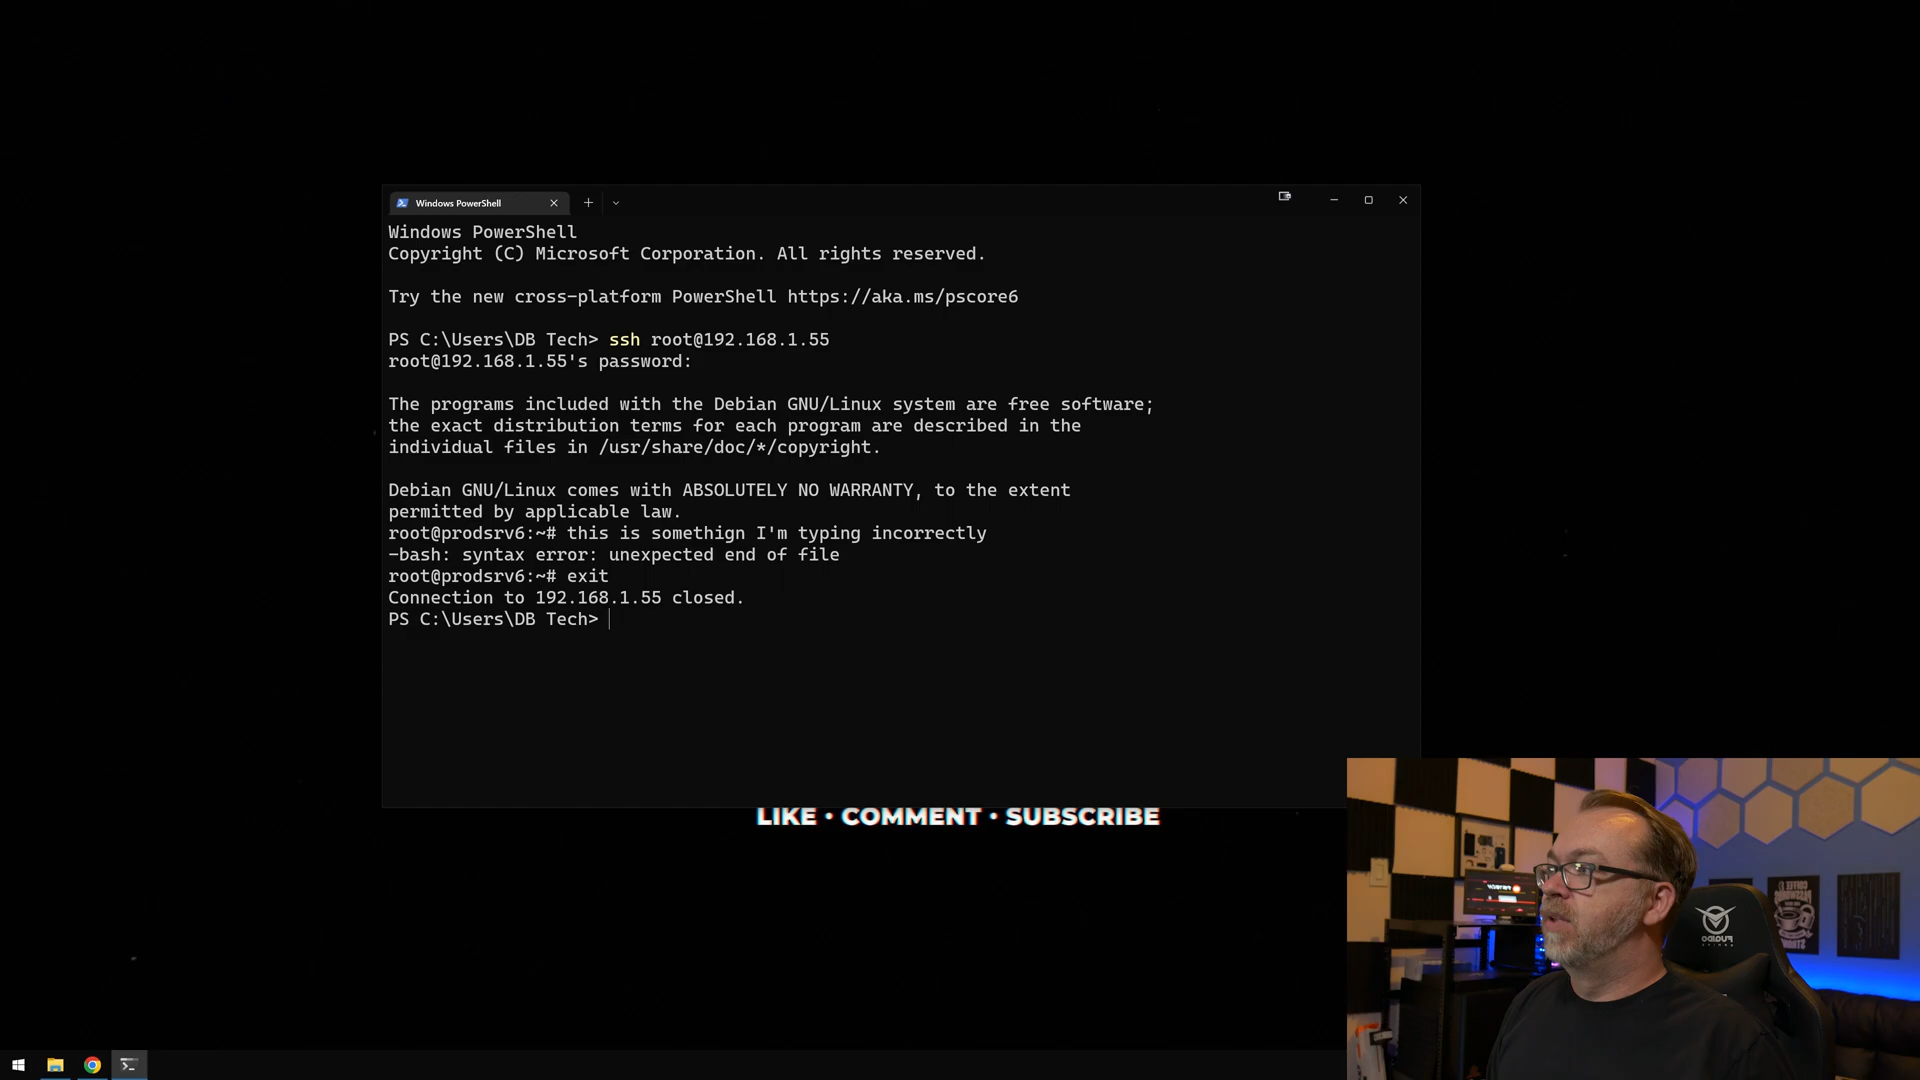 Windows PowerShell
Windows PowerShell
Copyright (C) Microsoft Corporation. All rights reserved.
Try the new cross-platform PowerShell https://aka.ms/pscore6
PS C:\Users\DB Tech> ssh root@192.168.1.55
root@192.168.1.55's password:
The programs included with the Debian GNU/Linux system are free software;
the exact distribution terms for each program are described in the
individual files in /usr/share/doc/*/copyright.
Debian GNU/Linux comes with ABSOLUTELY NO WARRANTY, to the extent
permitted by applicable law.
root@prodsrv6:~# this is somethign I'm typing incorrectly
-bash: syntax error: unexpected end of file
root@prodsrv6:~# exit
Connection to 192.168.1.55 closed.
PS C:\Users\DB Tech>
LIKE • COMMENT • SUBSCRIBE